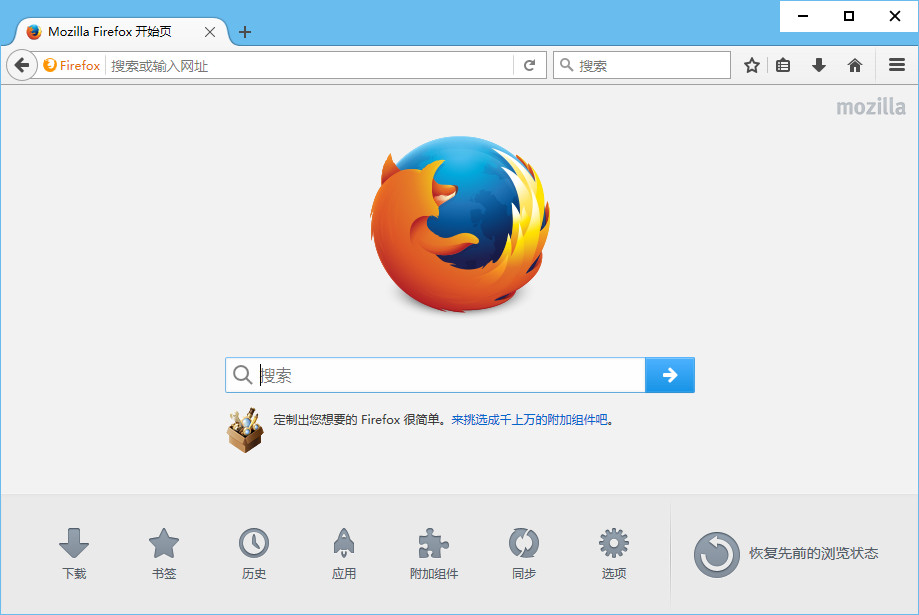 Mozilla Firefox 开始页
Firefox 搜索或输入网址 搜索
mozilla
搜索
定制出您想要的 Firefox 很简单。来挑选成千上万的附加组件吧。
下载 书签 历史 应用 附加组件 同步 选项 恢复先前的浏览状态